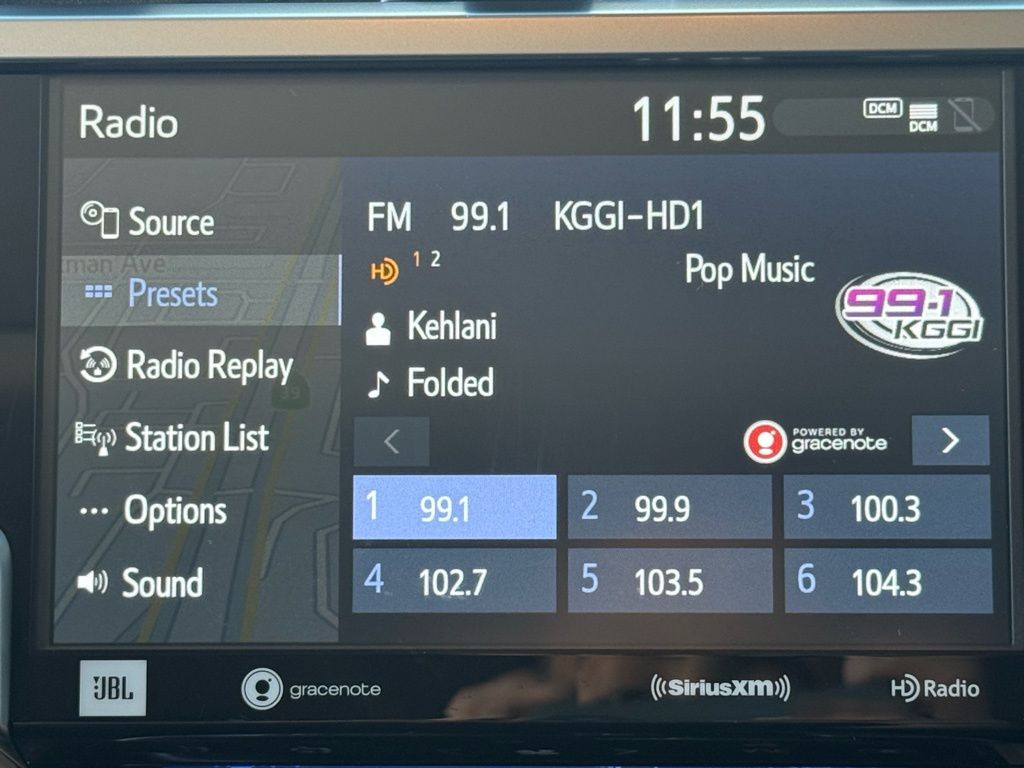 Radio
11:55
DCM
DCM
Source
Presets
Radio Replay
Station List
Options
Sound
FM 99.1 KGGI-HD1
HD 1 2
Pop Music
99·1
KGGI
Kehlani
Folded
POWERED BY
gracenote
1 99.1
2 99.9
3 100.3
4 102.7
5 103.5
6 104.3
JBL
gracenote
SiriusXM
HD Radio